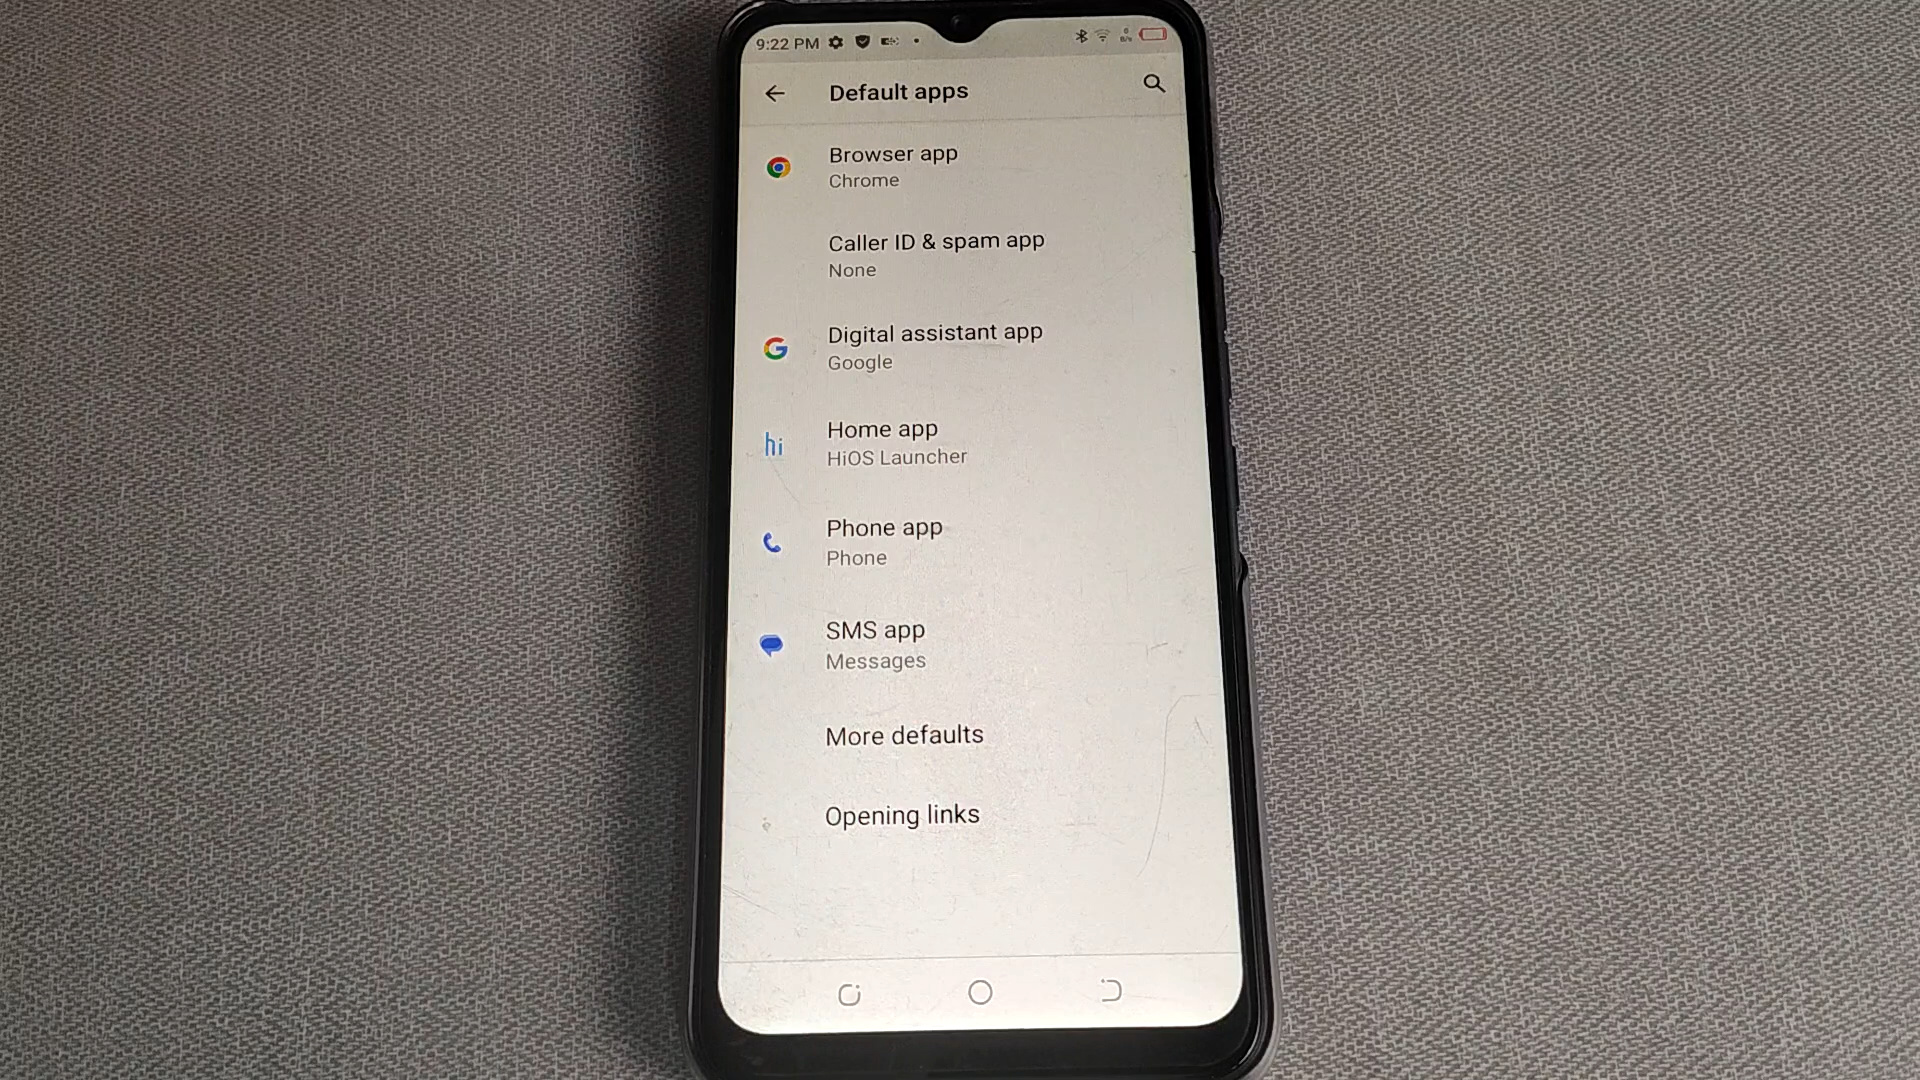 9:22 PM
Default apps
Browser app
Chrome
Caller ID & spam app
None
Digital assistant app
Google
hi
Home app
HiOS Launcher
Phone app
Phone
SMS app
Messages
More defaults
Opening links